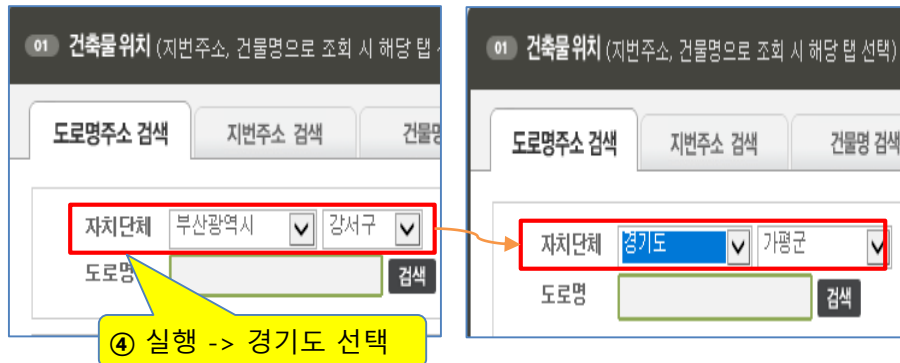 01 건축물위치 (지번주소, 건물명으로 조회 시 해당 탭
도로명주소 검색 지번주소 검색 건물명
자치단체 부산광역시 강서구
도로명 검색
④ 실행 -> 경기도 선택
01 건축물위치 (지번주소, 건물명으로 조회 시 해당 탭 선택)
도로명주소 검색 지번주소 검색 건물명 검색
자치단체 경기도 가평군
도로명 검색